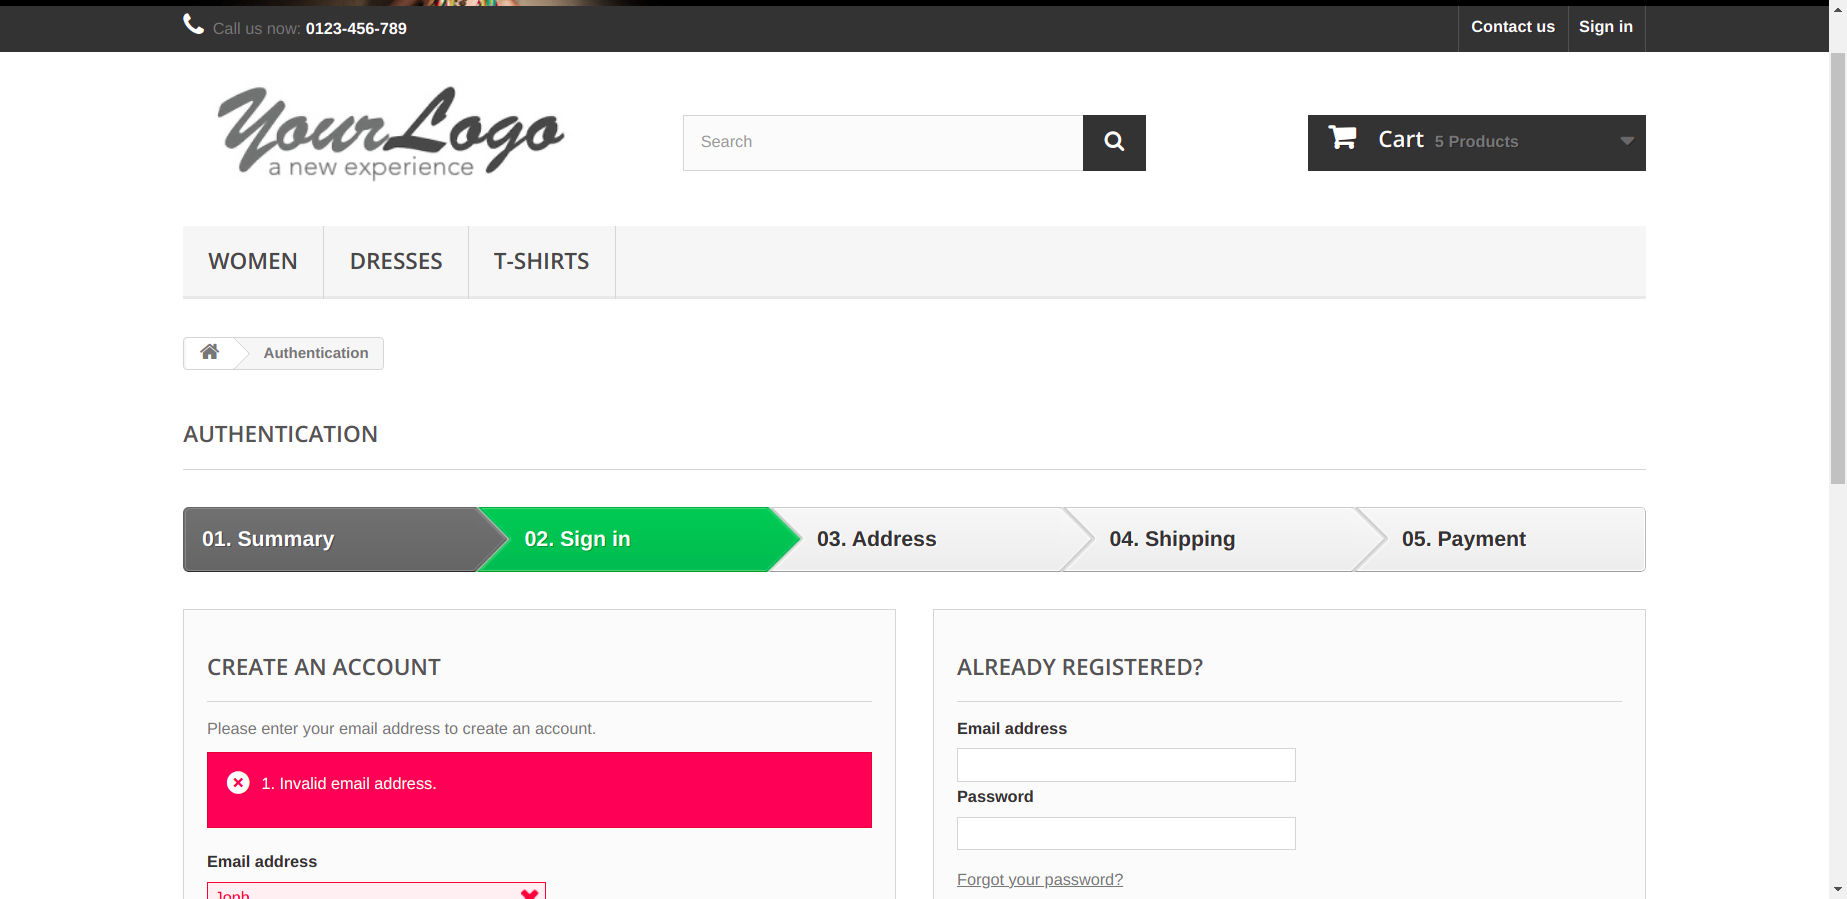 Call us now: 0123-456-789
Contact us
Sign in
Your Logo
a new experience
Search
Cart 5 Products
WOMEN
DRESSES
T-SHIRTS
Authentication
AUTHENTICATION
01. Summary
02. Sign in
03. Address
04. Shipping
05. Payment
CREATE AN ACCOUNT
Please enter your email address to create an account.
1. Invalid email address.
Email address
ALREADY REGISTERED?
Email address
Password
Forgot your password?